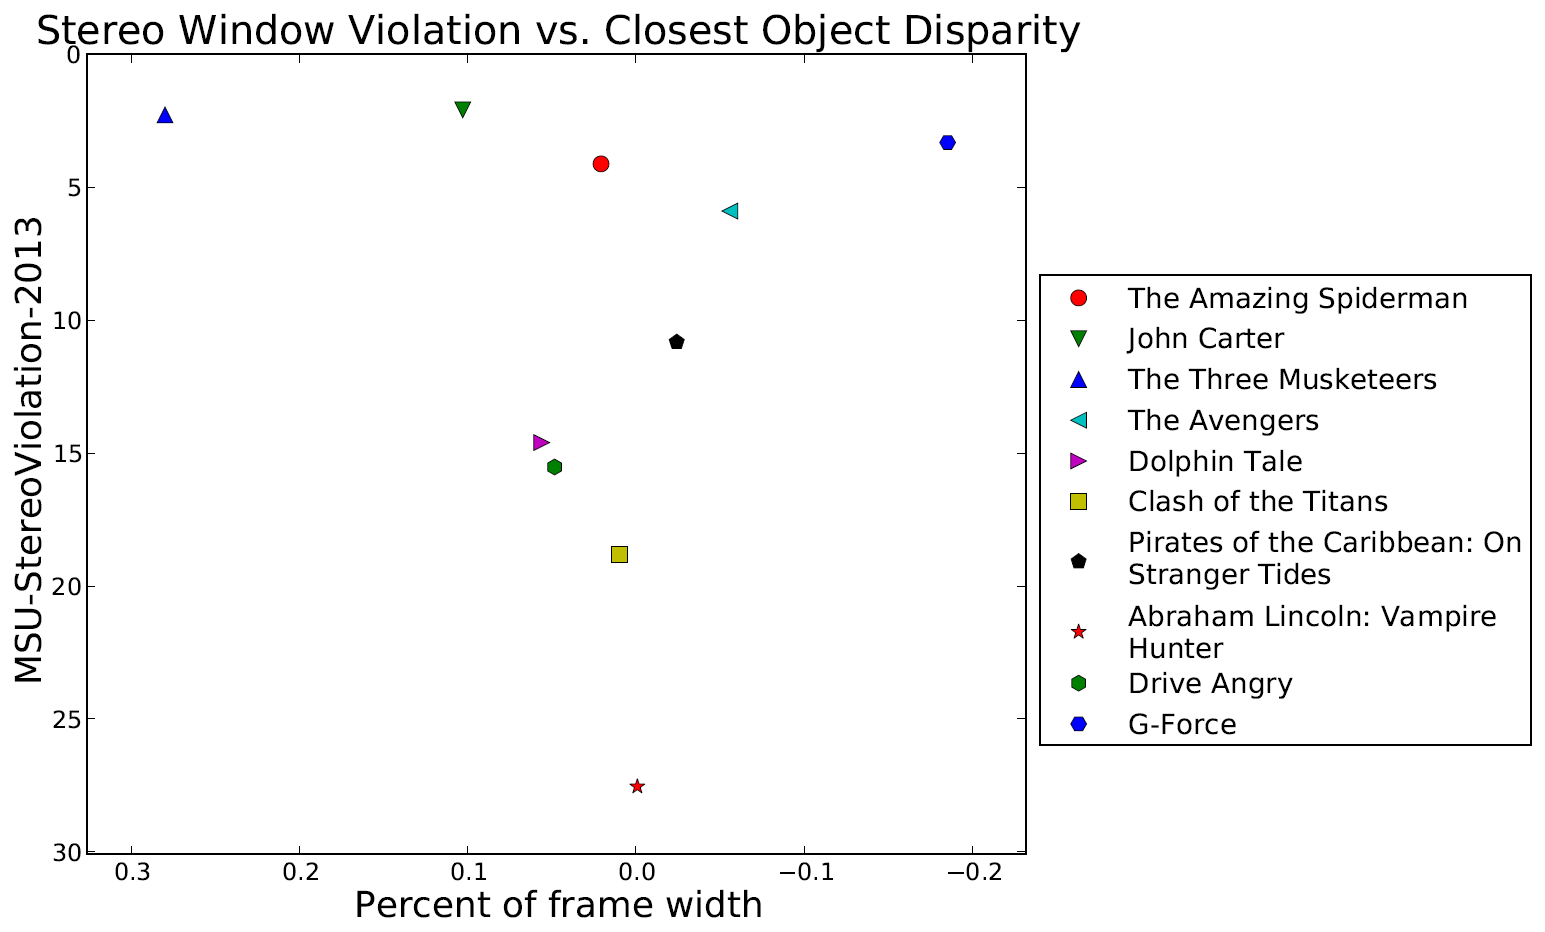 Stereo Window Violation vs. Closest Object Disparity
MSU-StereoViolation-2013
0
5
10
15
20
25
30
0.3
0.2
0.1
0.0
−0.1
−0.2
Percent of frame width
The Amazing Spiderman
John Carter
The Three Musketeers
The Avengers
Dolphin Tale
Clash of the Titans
Pirates of the Caribbean: On
Stranger Tides
Abraham Lincoln: Vampire
Hunter
Drive Angry
G-Force